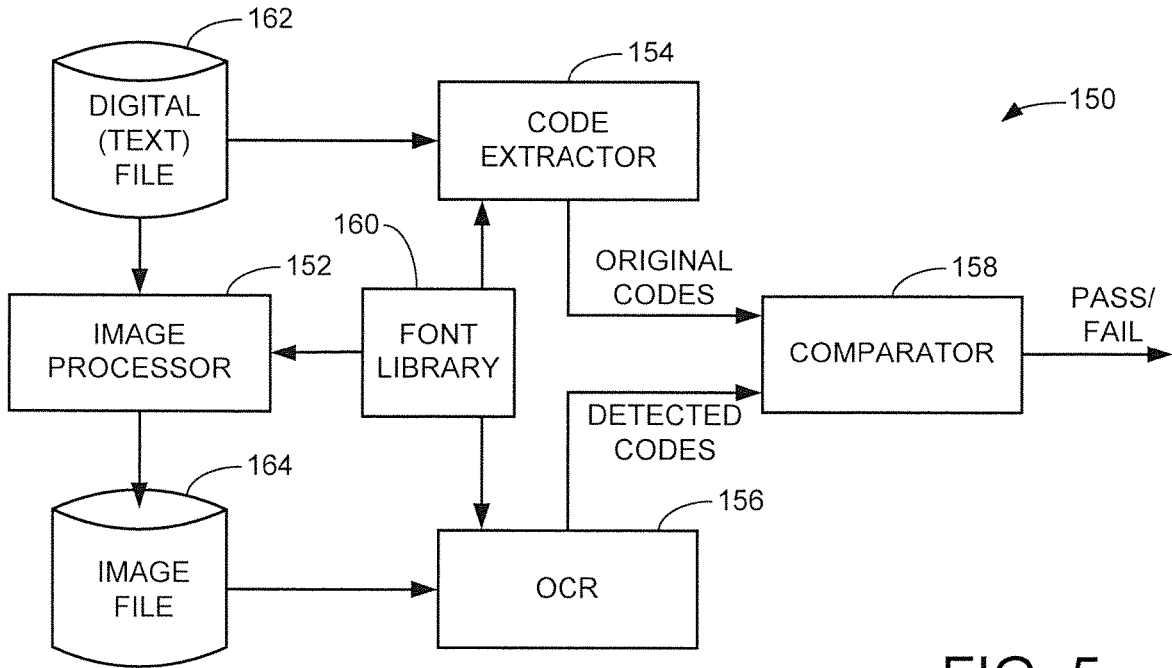 162
DIGITAL
(TEXT)
FILE
154
CODE
EXTRACTOR
150
160
152
IMAGE
PROCESSOR
FONT
LIBRARY
ORIGINAL
CODES
158
COMPARATOR
PASS/
FAIL
DETECTED
CODES
164
IMAGE
FILE
156
OCR
FIG. 5